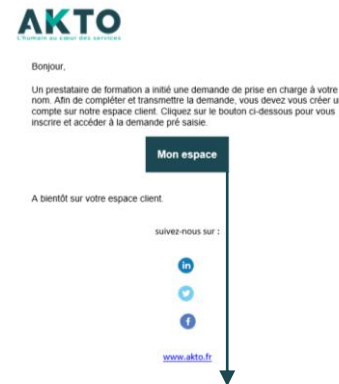 AKTO
L'humain au cœur des services
Bonjour,
Un prestataire de formation a initié une demande de prise en charge à votre
nom. Afin de compléter et transmettre la demande, vous devez vous créer u
compte sur notre espace client. Cliquez sur le bouton ci-dessous pour vous
inscrire et accéder à la demande pré saisie.
Mon espace
A bientôt sur votre espace client.
suivez-nous sur :
in
f
www.akto.fr